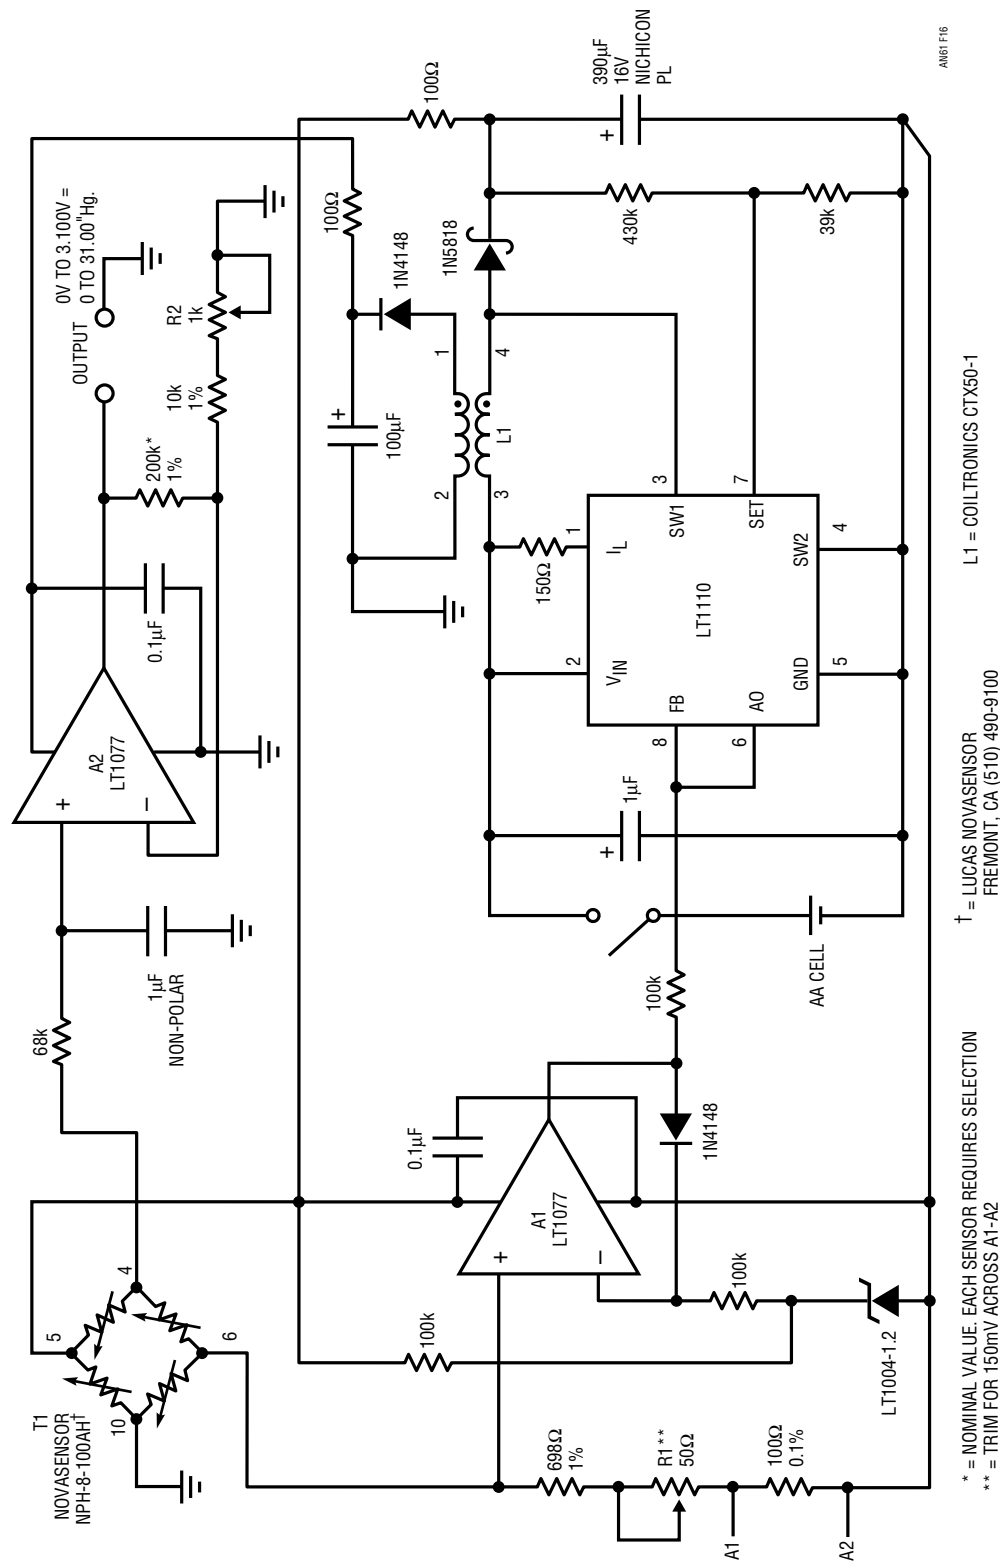 T1
NOVASENSOR
NPH-8-100AH†
5
4
10
6
68k
1µF
NON-POLAR
+
–
A2
LT1077
0.1µF
200k*
1%
OUTPUT
0V TO 3.100V =
0 TO 31.00"Hg.
10k
1%
R2
1k
100k
0.1µF
+
–
A1
LT1077
100Ω
+
100µF
1N4148
1
2
3
4
L1
1N5818
100Ω
+
390µF
16V
NICHICON
PL
430k
39k
698Ω
1%
R1**
50Ω
100Ω
0.1%
A1
A2
1N4148
100k
LT1004-1.2
100k
+
1µF
AA CELL
150Ω
2
1
VIN
IL
8
FB
SW1
3
LT1110
6
AO
SET
7
GND
SW2
5
4
* = NOMINAL VALUE. EACH SENSOR REQUIRES SELECTION
** = TRIM FOR 150mV ACROSS A1-A2
† = LUCAS NOVASENSOR
FREMONT, CA (510) 490-9100
L1 = COILTRONICS CTX50-1
AN61 F16